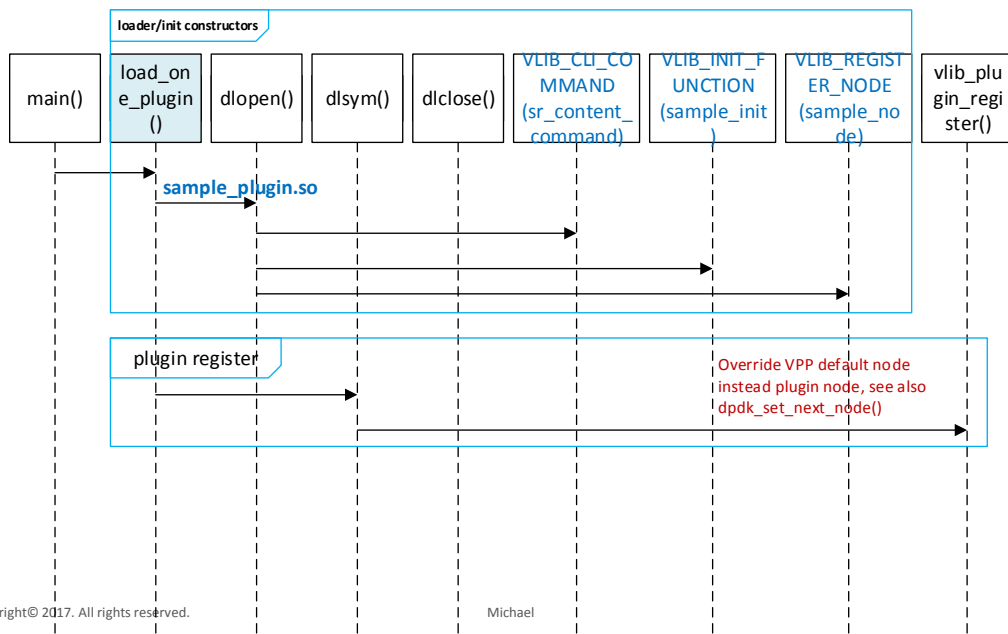 loader/init constructors
main()
load_on
e_plugin
()
dlopen()
dlsym()
dlclose()
VLIB_CLI_CO
MMAND
(sr_content_
command)
VLIB_INIT_F
UNCTION
(sample_init
)
VLIB_REGIST
ER_NODE
(sample_no
de)
vlib_plu
gin_regi
ster()
sample_plugin.so
plugin register
Override VPP default node
instead plugin node, see also
dpdk_set_next_node()
right© 2017. All rights reserved.
Michael